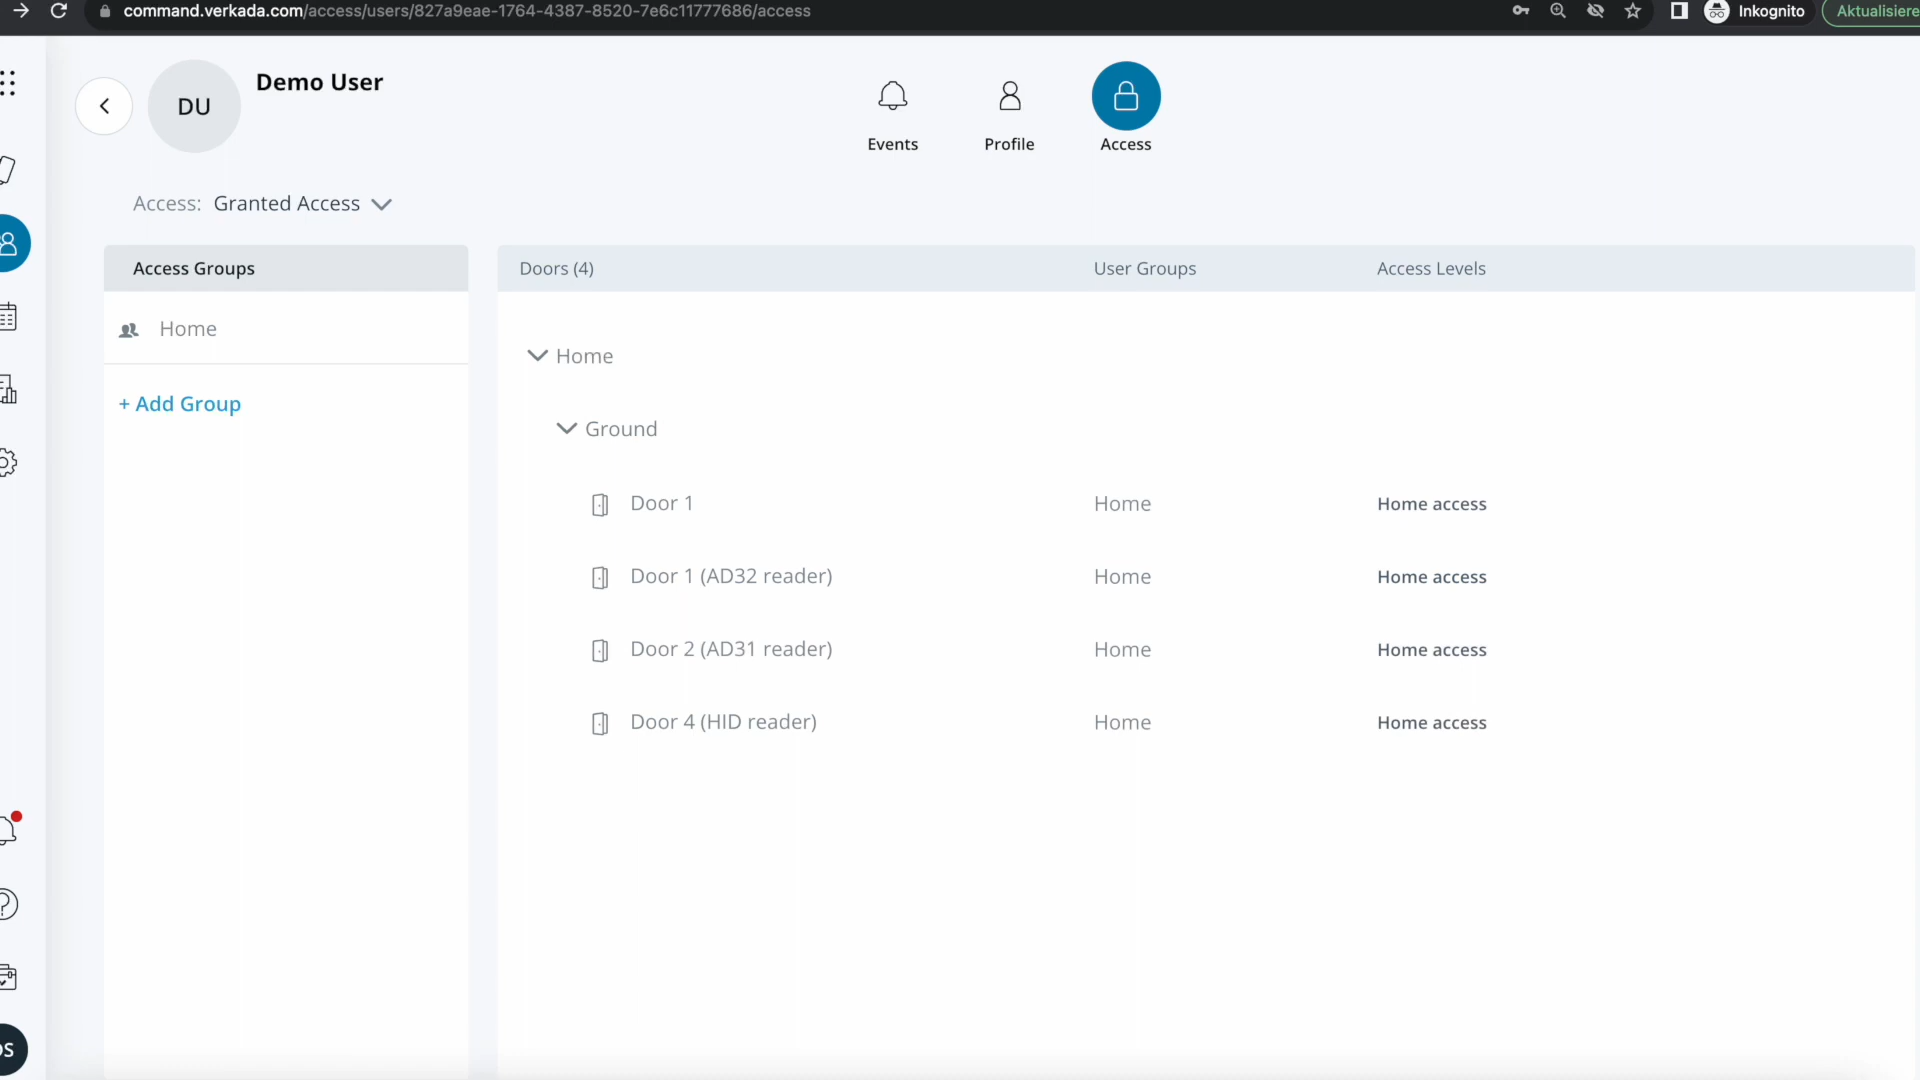 command.verkada.com/access/users/827a9eae-1764-4387-8520-7e6c11777686/access
Inkognito
Aktualisiere
DU
Demo User
Events
Profile
Access
Access: Granted Access
Access Groups
Home
+ Add Group
Doors (4)
User Groups
Access Levels
Home
Ground
Door 1
Home
Home access
Door 1 (AD32 reader)
Home
Home access
Door 2 (AD31 reader)
Home
Home access
Door 4 (HID reader)
Home
Home access